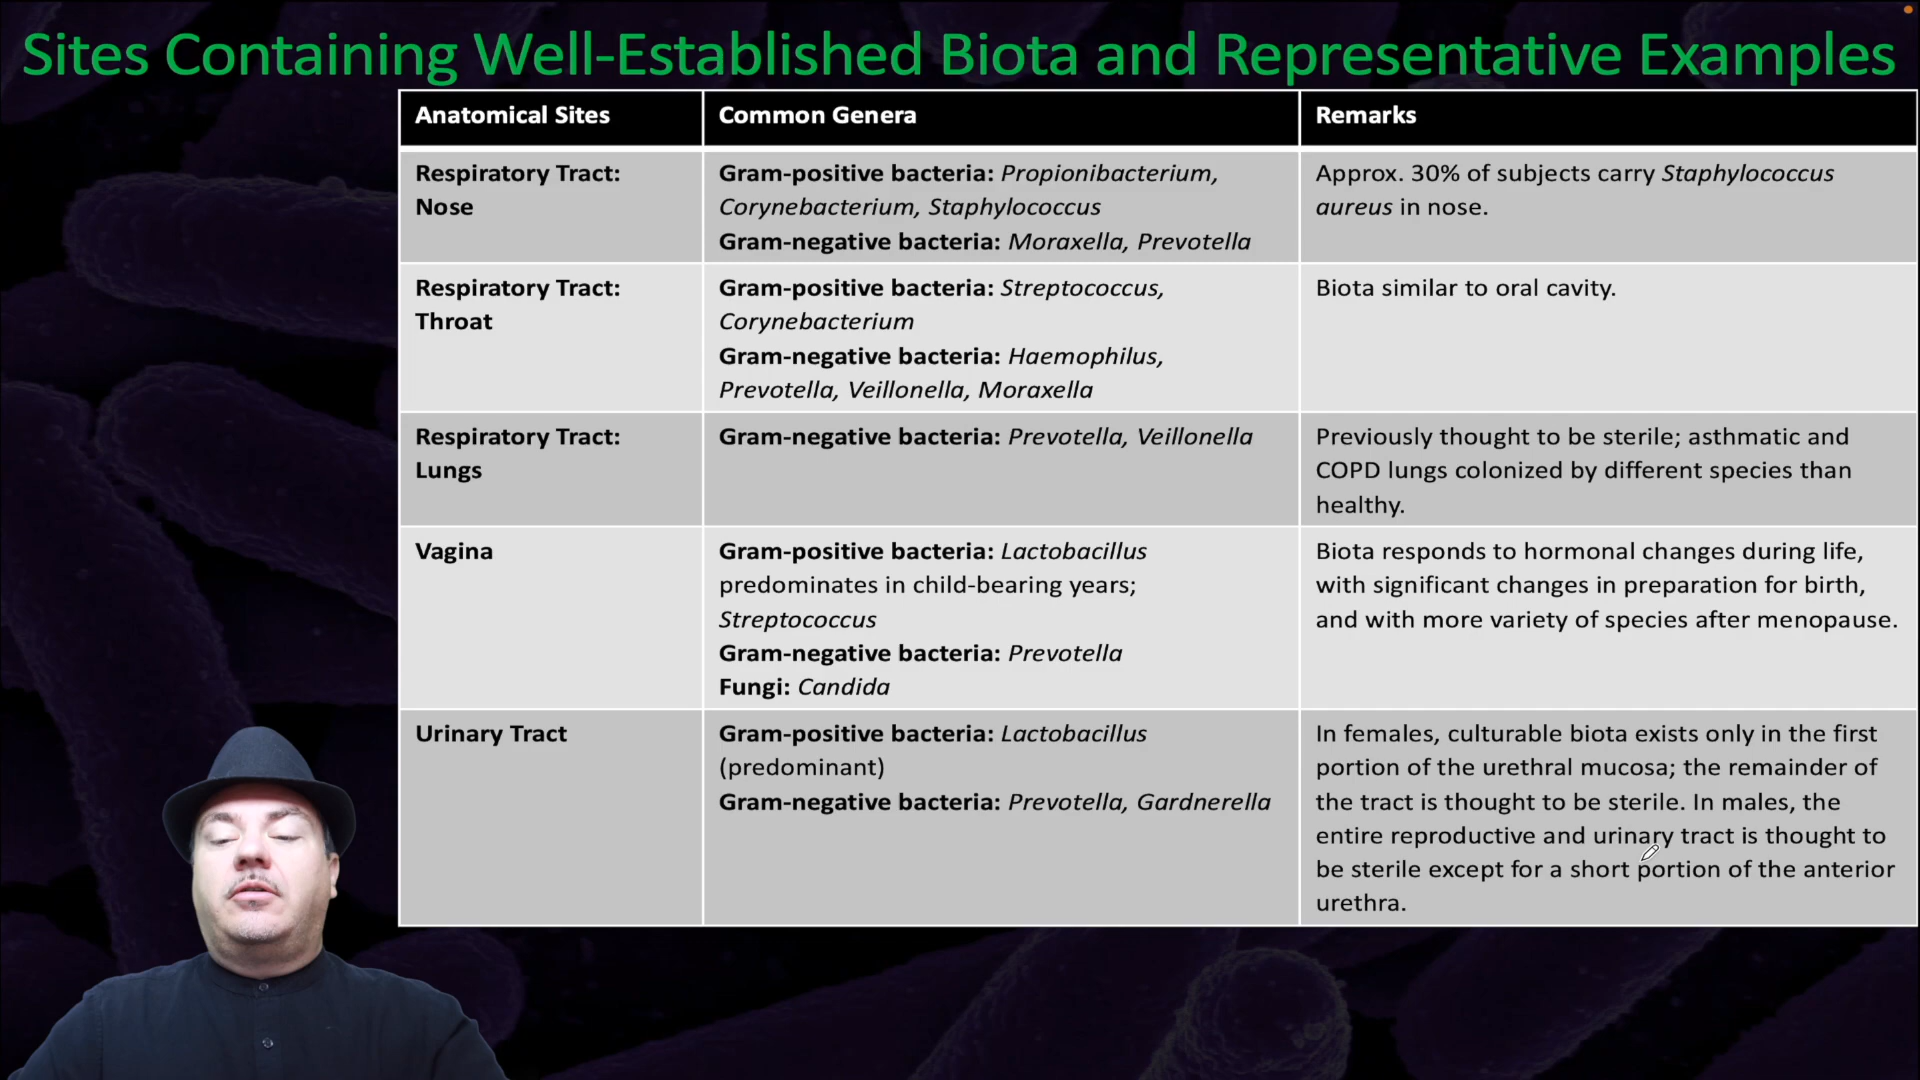 Sites Containing Well-Established Biota and Representative Examples
Anatomical Sites
Common Genera
Remarks
Respiratory Tract:
Nose
Gram-positive bacteria: Propionibacterium,
Corynebacterium, Staphylococcus
Gram-negative bacteria: Moraxella, Prevotella
Approx. 30% of subjects carry Staphylococcus
aureus in nose.
Respiratory Tract:
Throat
Gram-positive bacteria: Streptococcus,
Corynebacterium
Gram-negative bacteria: Haemophilus,
Prevotella, Veillonella, Moraxella
Biota similar to oral cavity.
Respiratory Tract:
Lungs
Gram-negative bacteria: Prevotella, Veillonella
Previously thought to be sterile; asthmatic and
COPD lungs colonized by different species than
healthy.
Vagina
Gram-positive bacteria: Lactobacillus
predominates in child-bearing years;
Streptococcus
Gram-negative bacteria: Prevotella
Fungi: Candida
Biota responds to hormonal changes during life,
with significant changes in preparation for birth,
and with more variety of species after menopause.
Urinary Tract
Gram-positive bacteria: Lactobacillus
(predominant)
Gram-negative bacteria: Prevotella, Gardnerella
In females, culturable biota exists only in the first
portion of the urethral mucosa; the remainder of
the tract is thought to be sterile. In males, the
entire reproductive and urinary tract is thought to
be sterile except for a short portion of the anterior
urethra.